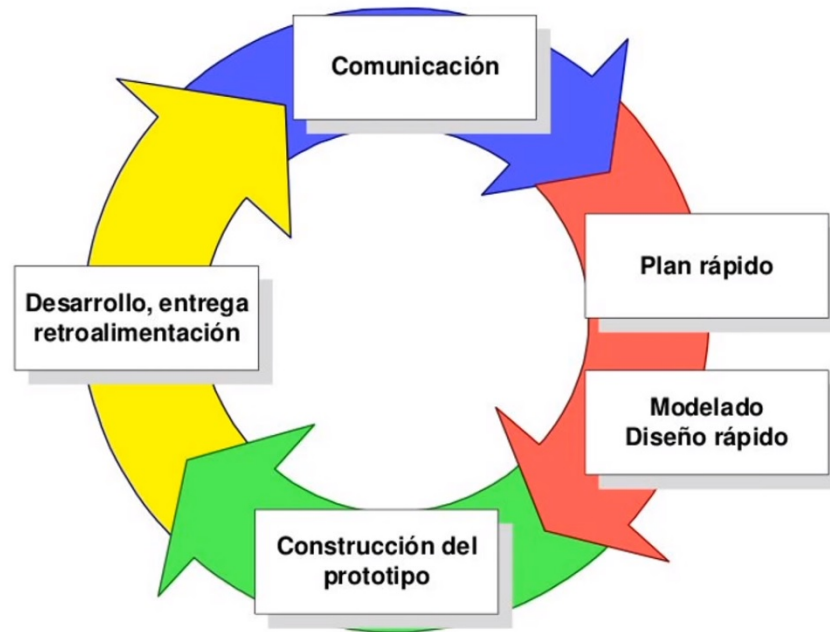 Comunicación
Plan rápido
Modelado
Diseño rápido
Construcción del
prototipo
Desarrollo, entrega
retroalimentación